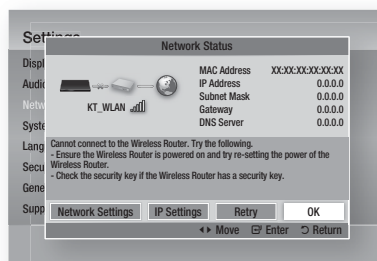 Settings
Network Status
Displ
Audio
Netw
Syste
Lang
Secu
Gene
Supp
KT_WLAN
MAC Address XX:XX:XX:XX:XX:XX
IP Address 0.0.0.0
Subnet Mask 0.0.0.0
Gateway 0.0.0.0
DNS Server 0.0.0.0
Cannot connect to the Wireless Router. Try the following.
- Ensure the Wireless Router is powered on and try re-setting the power of the
Wireless Router.
- Check the security key if the Wireless Router has a security key.
Network Settings IP Settings Retry OK
Move Enter Return